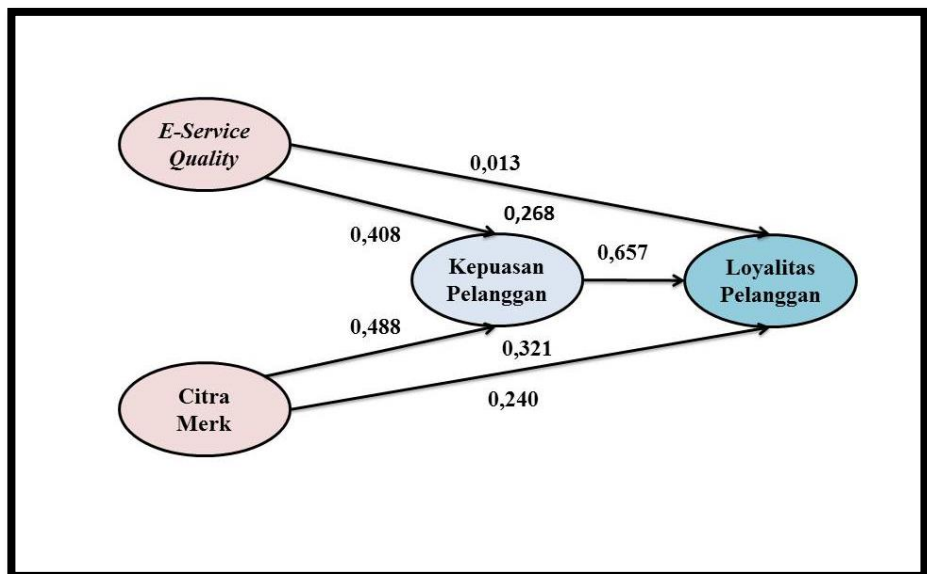 E-Service
Quality
0,013
0,268
0,408
0,657
Kepuasan
Pelanggan
Loyalitas
Pelanggan
0,488
0,321
0,240
Citra
Merk